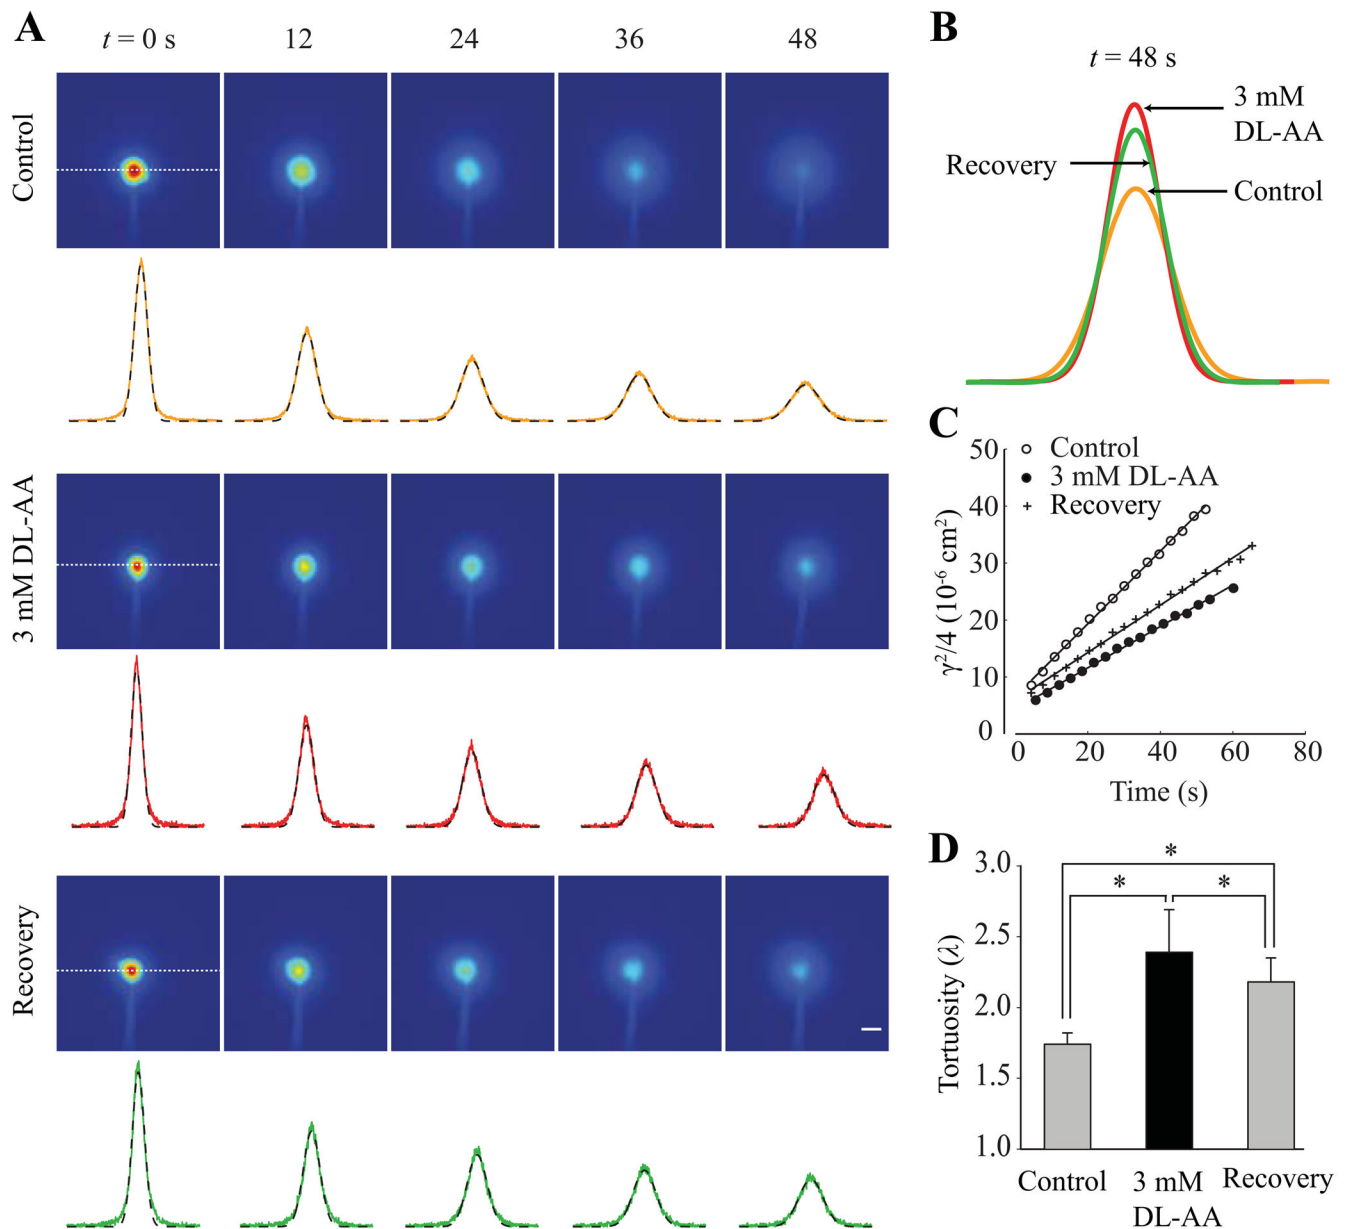 A
t = 0 s 12 24 36 48
Control
3 mM DL-AA
Recovery
B
t = 48 s
3 mM
DL-AA
Recovery
Control
C
Control
3 mM DL-AA
Recovery
50
40
30
20
10
0
γ²/4 (10⁻⁶ cm²)
0 20 40 60 80
Time (s)
D
* 
* *
3.0
2.5
2.0
1.5
1.0
Tortuosity (λ)
Control 3 mM Recovery
DL-AA